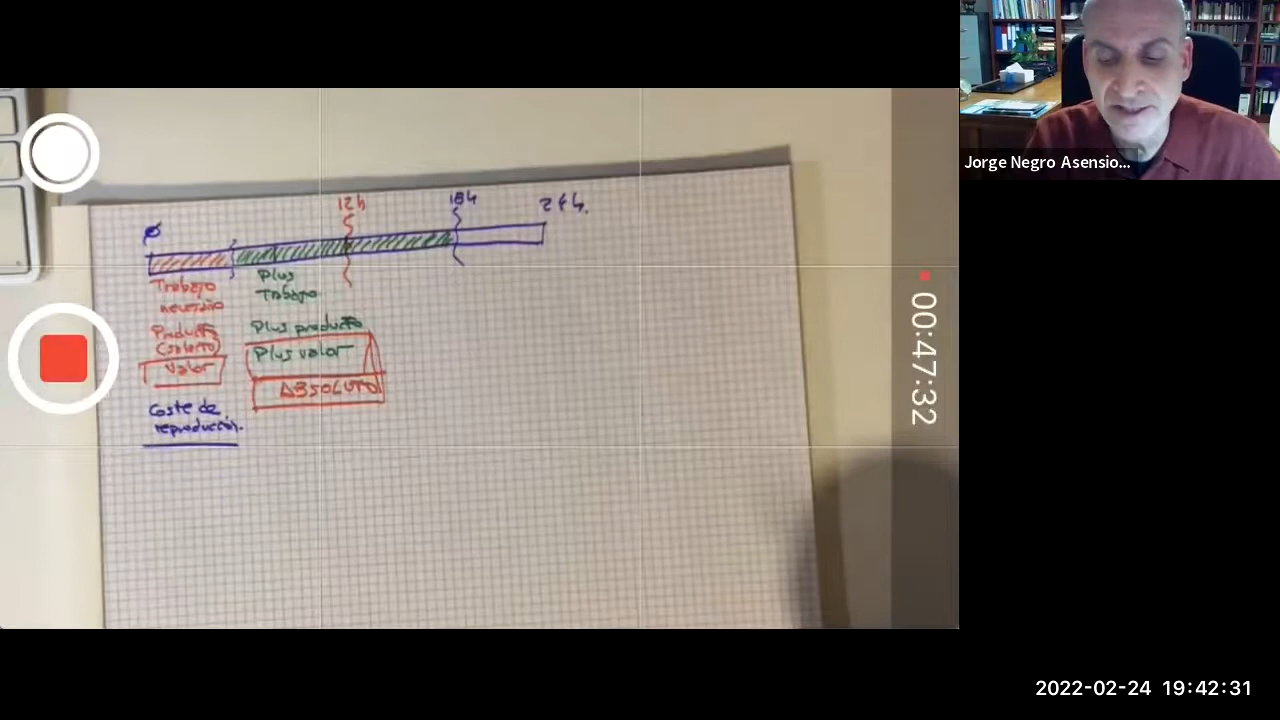 Jorge Negro Asensio...
12h
18h
24h.
Ø
Trabajo
necesario
Plus
Trabajo
Producto
(salario)
Valor
Plus producto
Plus valor
ABSOLUTO
Coste de
reproducción.
00:47:32
2022-02-24 19:42:31